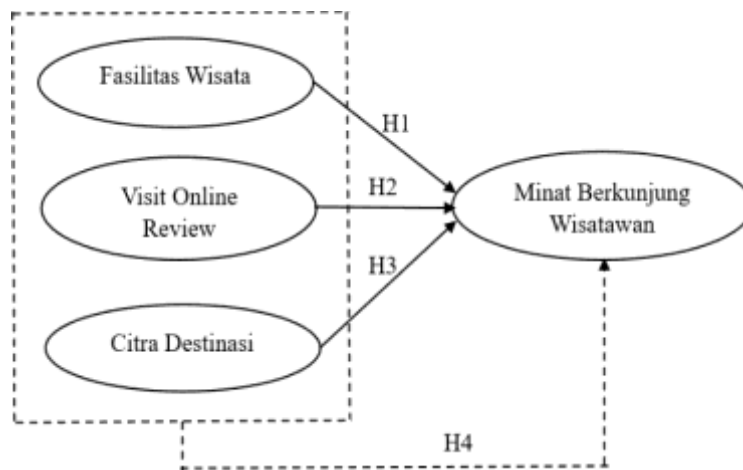 Fasilitas Wisata
H1
Visit Online
Review
H2
Minat Berkunjung
Wisatawan
H3
Citra Destinasi
H4